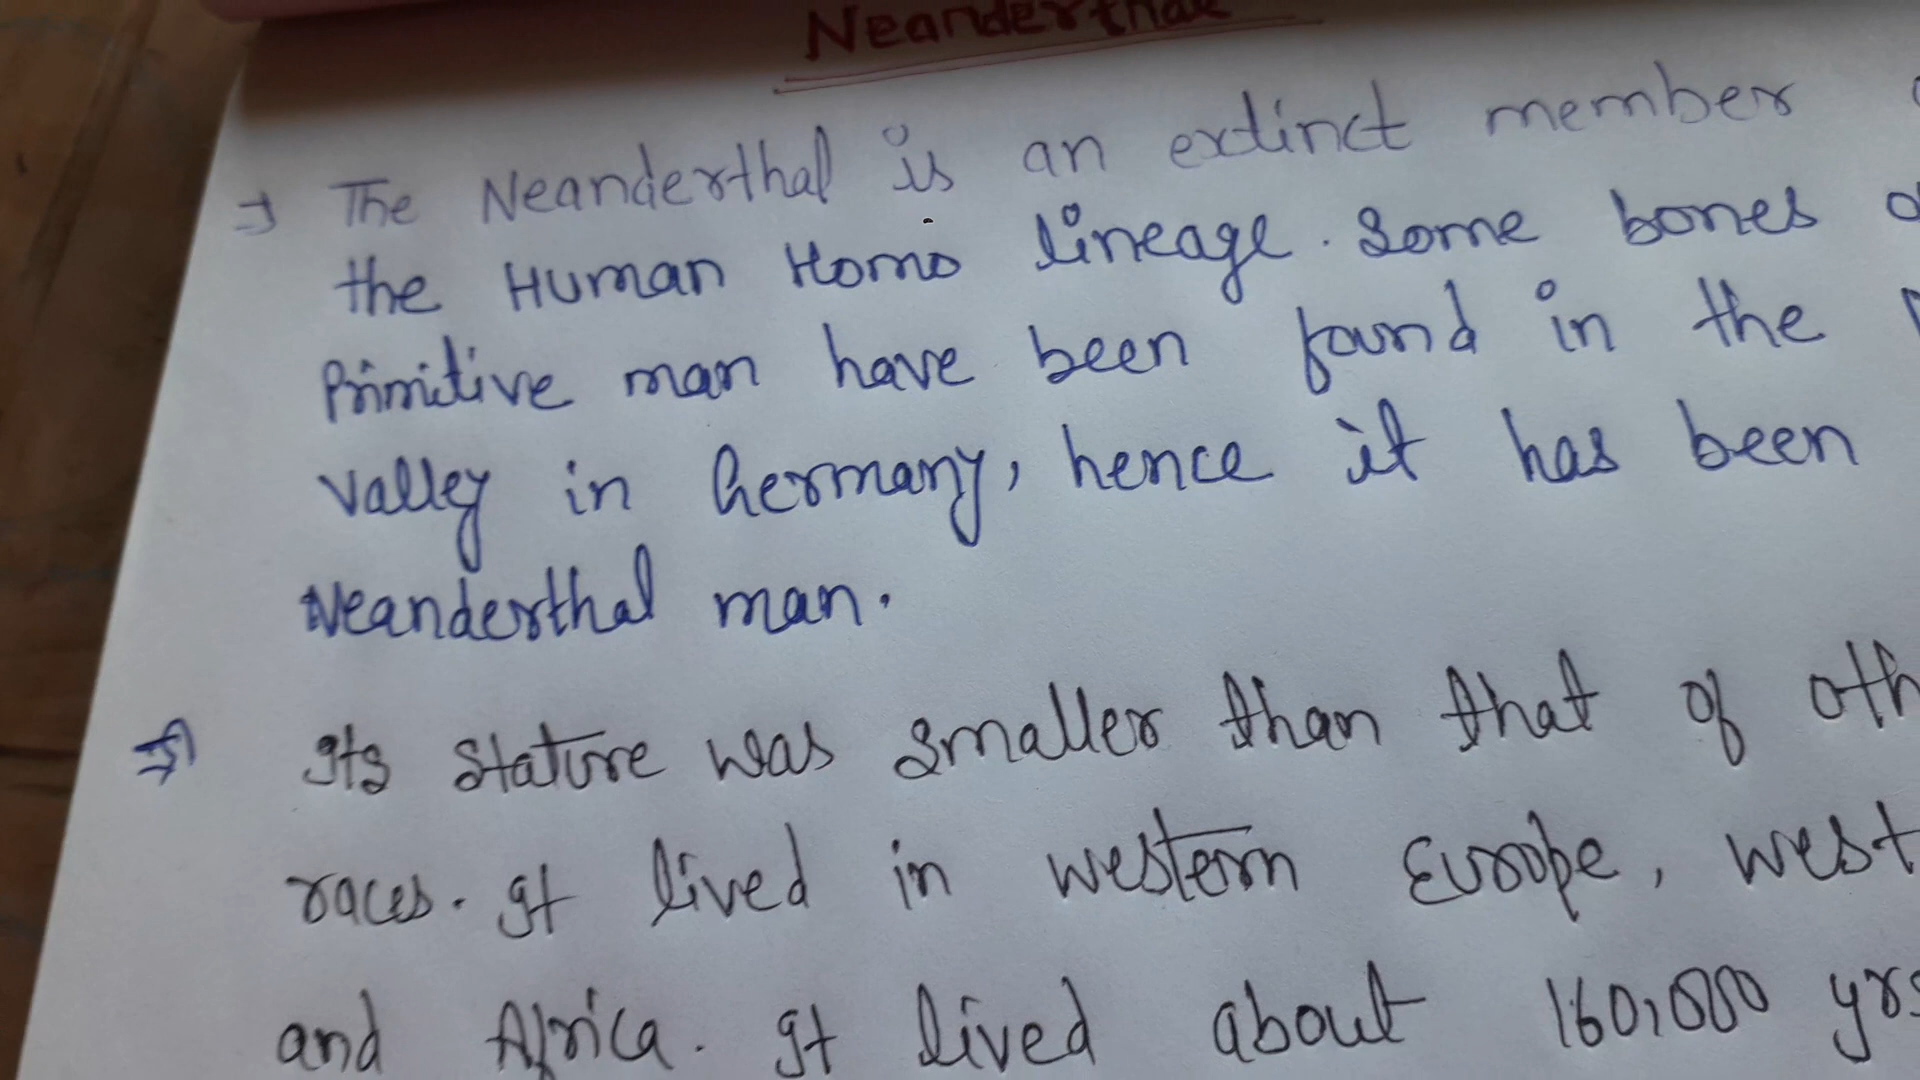 Neanderthal
⇒ The Neanderthal is an extinct member
the Human Homo lineage. Some bones
Primitive man have been found in the
valley in Germany, hence it has been
Neanderthal man.
⇒ Its stature was smaller than that of
races. It lived in western Europe, west
and Africa. It lived about 160,000 yrs